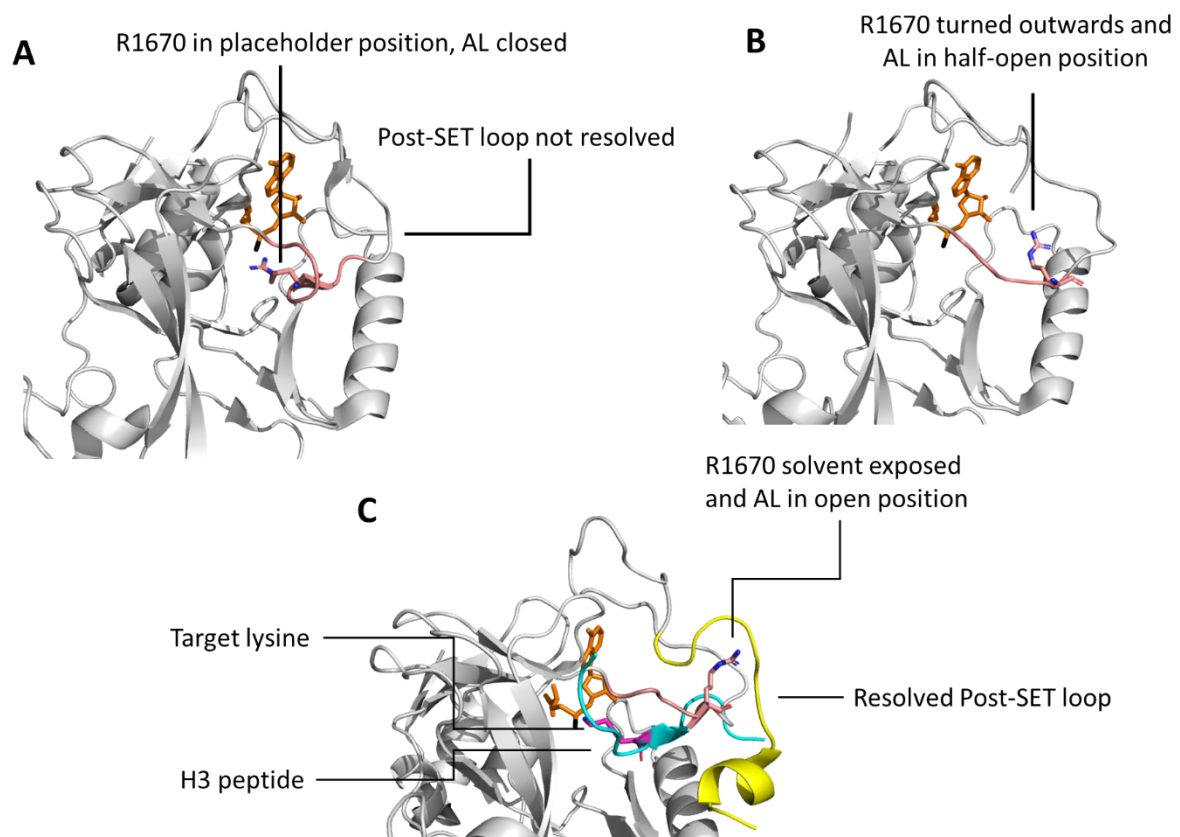 A
R1670 in placeholder position, AL closed
Post-SET loop not resolved
B
R1670 turned outwards and
AL in half-open position
C
R1670 solvent exposed
and AL in open position
Target lysine
Resolved Post-SET loop
H3 peptide